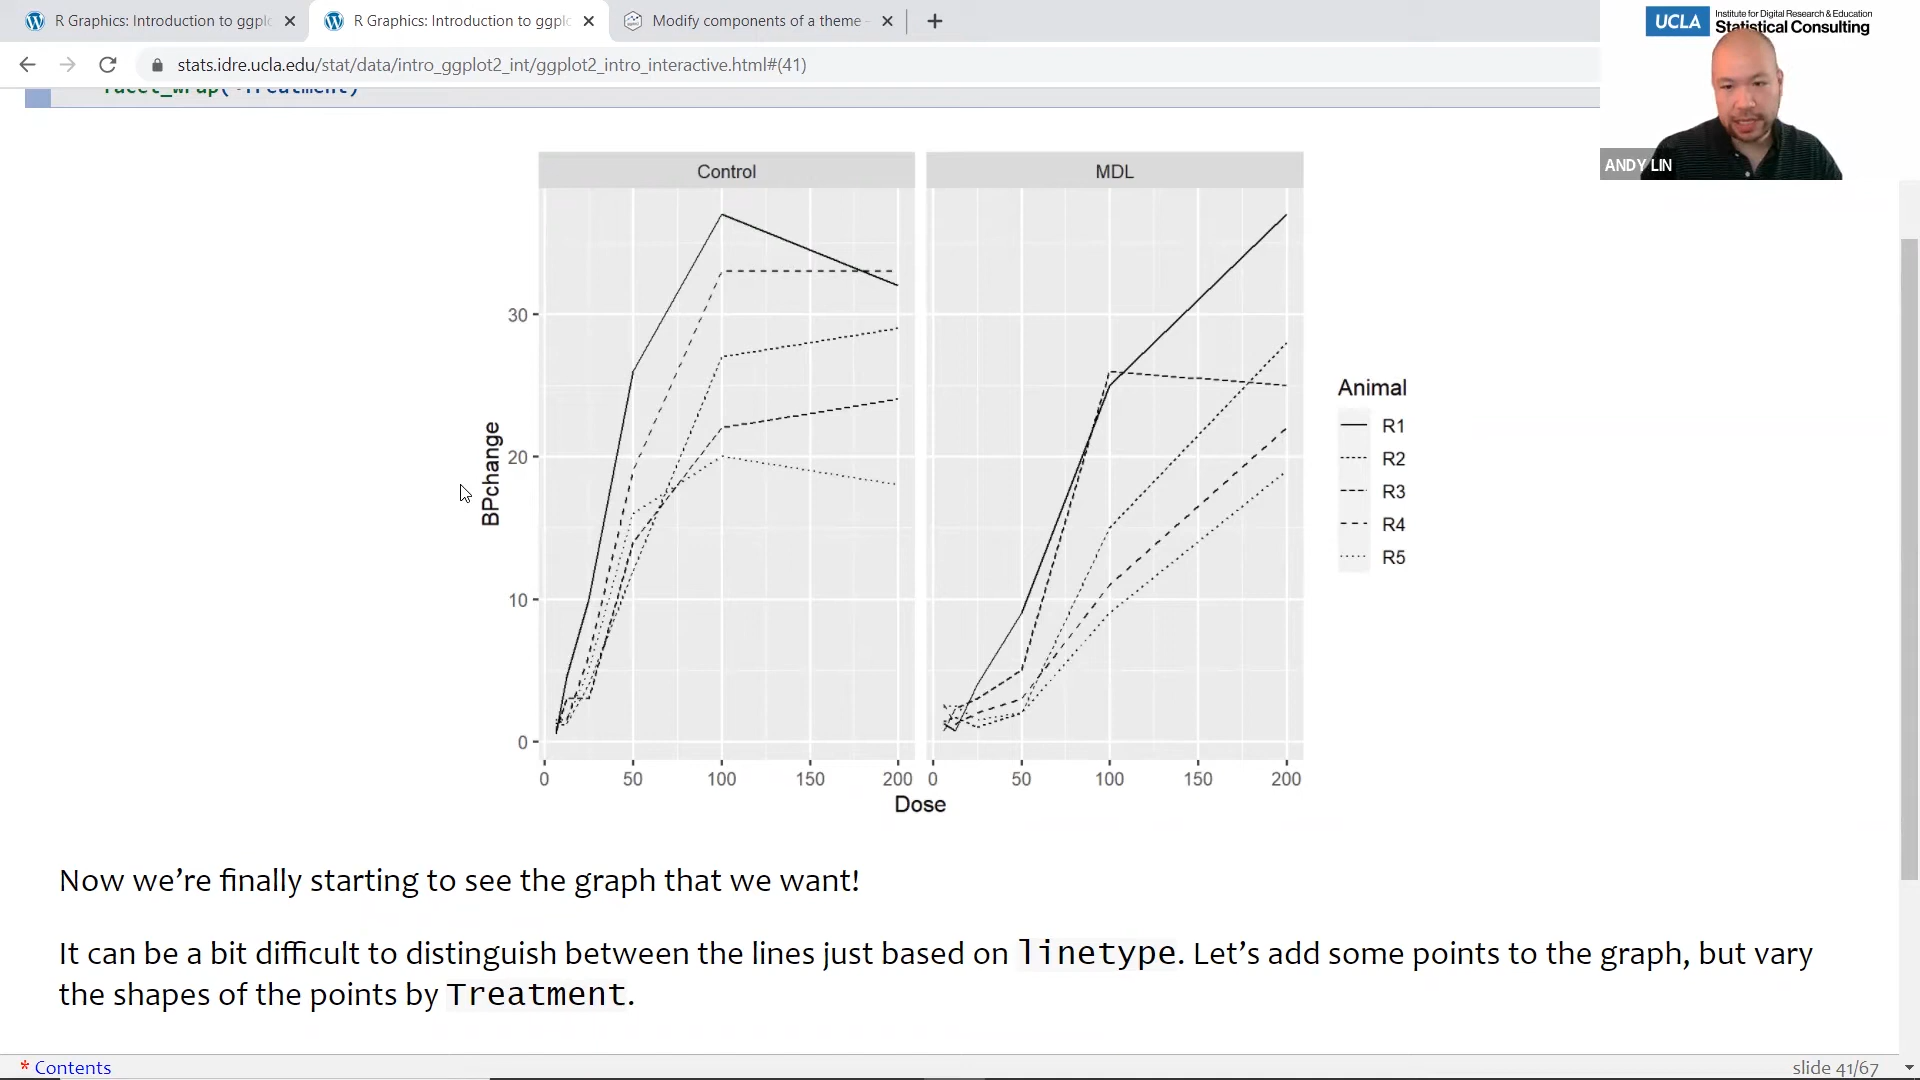 R Graphics: Introduction to ggpl
R Graphics: Introduction to ggpl
Modify components of a theme
UCLA
Institute for Digital Research & Education
Statistical Consulting
stats.idre.ucla.edu/stat/data/intro_ggplot2_int/ggplot2_intro_interactive.html#(41)
facet_wrap(~Treatment)
ANDY LIN
Control
MDL
30
20
10
0
BPchange
0 50 100 150 200
0 50 100 150 200
Dose
Animal
R1
R2
R3
R4
R5
Now we’re finally starting to see the graph that we want!
It can be a bit difficult to distinguish between the lines just based on linetype. Let’s add some points to the graph, but vary
the shapes of the points by Treatment.
* Contents
slide 41/67